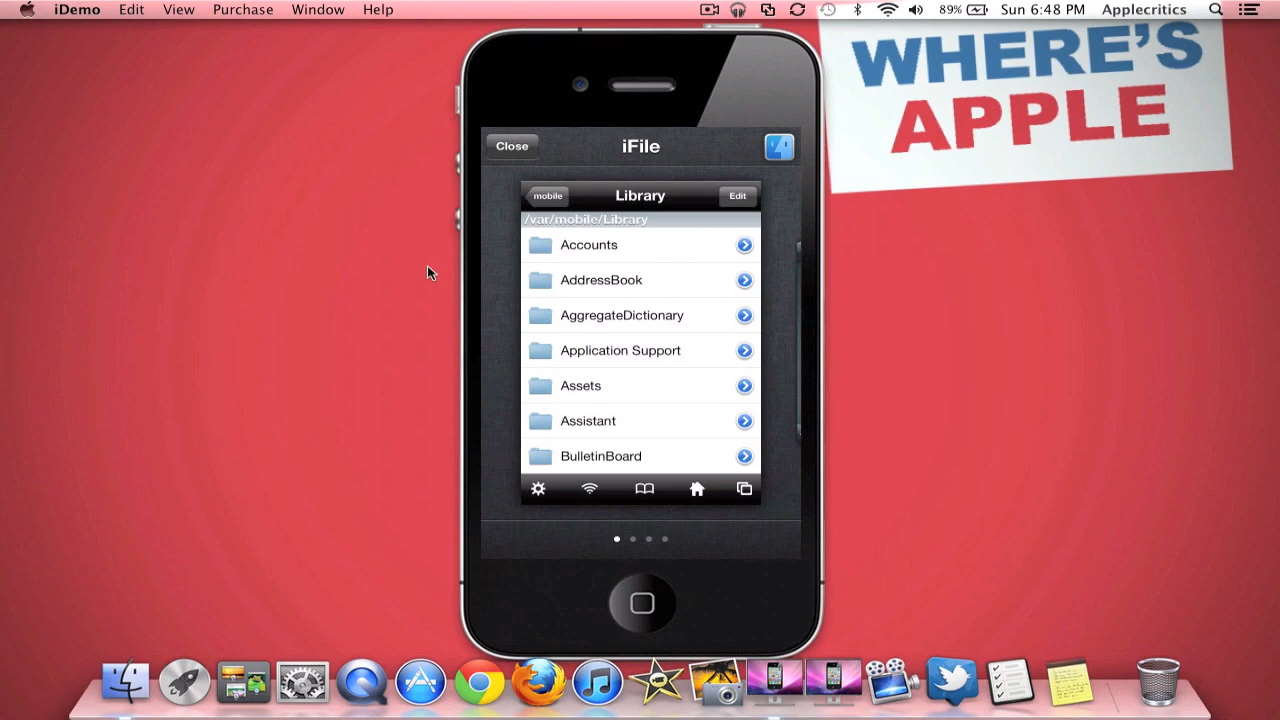 iDemo Edit View Purchase Window Help 89% Sun 6:48 PM Applecritics
WHERE'S
APPLE
Close iFile
mobile Library Edit
/var/mobile/Library
Accounts
AddressBook
AggregateDictionary
Application Support
Assets
Assistant
BulletinBoard